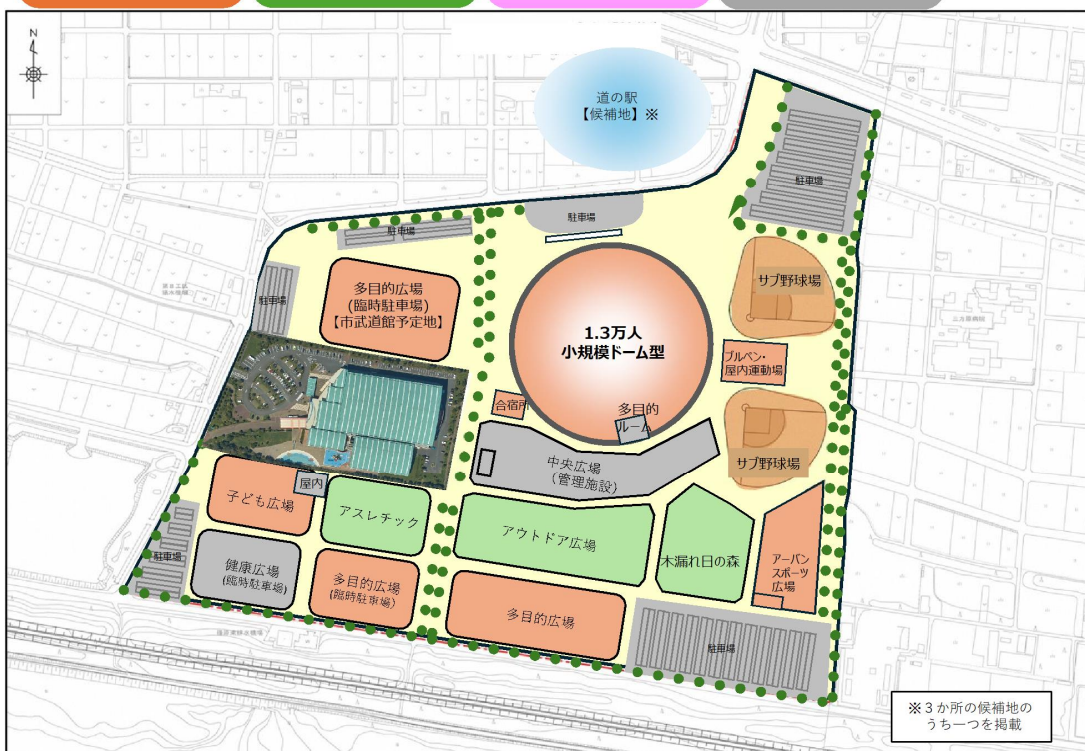 N
道の駅
【候補地】※
駐車場
駐車場
駐車場
サブ野球場
多目的広場
(臨時駐車場)
【市武道館予定地】
駐車場
1.3万人
小規模ドーム型
ブルペン・
屋内運動場
合宿所
多目的
ルーム
中央広場
(管理施設)
サブ野球場
屋内
子ども広場
アスレチック
アウトドア広場
木漏れ日の森
アーバン
スポーツ
広場
駐車場
健康広場
(臨時駐車場)
多目的広場
(臨時駐車場)
多目的広場
駐車場
※3か所の候補地の
うち一つを掲載